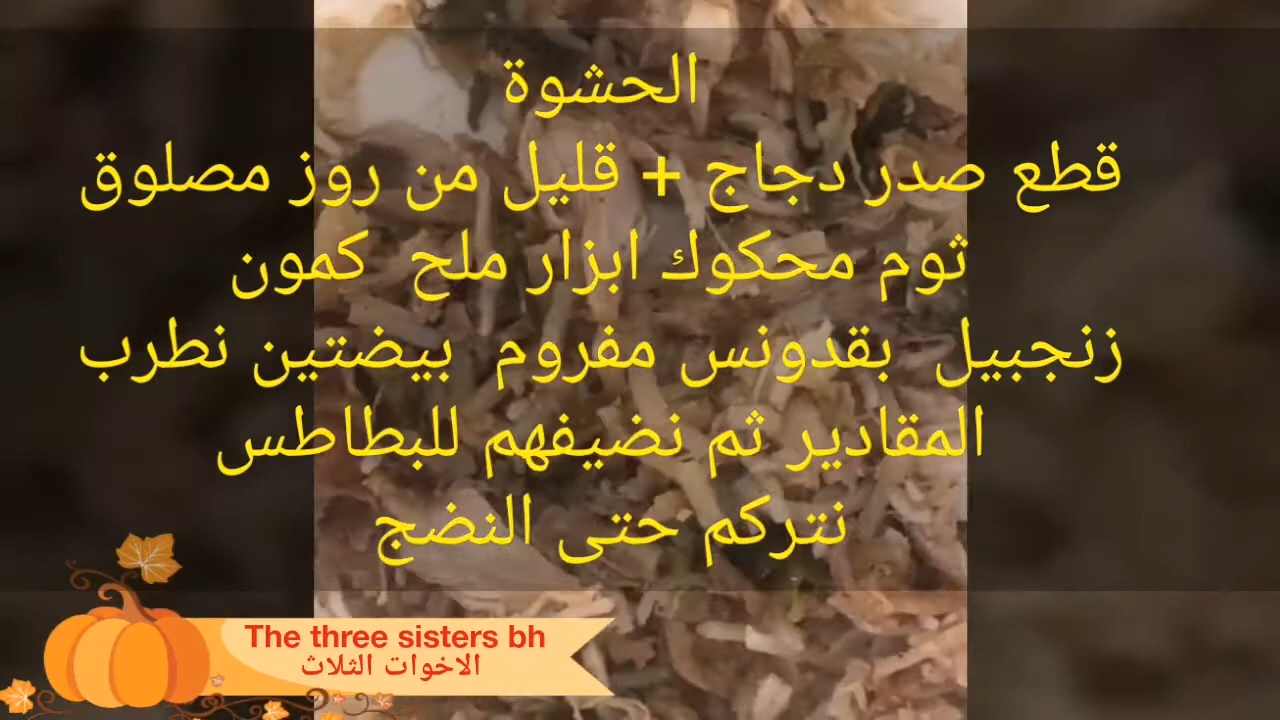 الحشوة
قطع صدر دجاج + قليل من روز مصلوق
ثوم محكوك ابزار ملح كمون
زنجبيل بقدونس مفروم بيضتين نطرب
المقادير ثم نضيفهم للبطاطس
نتركم حتى النضج
The three sisters bh
الاخوات الثلاث